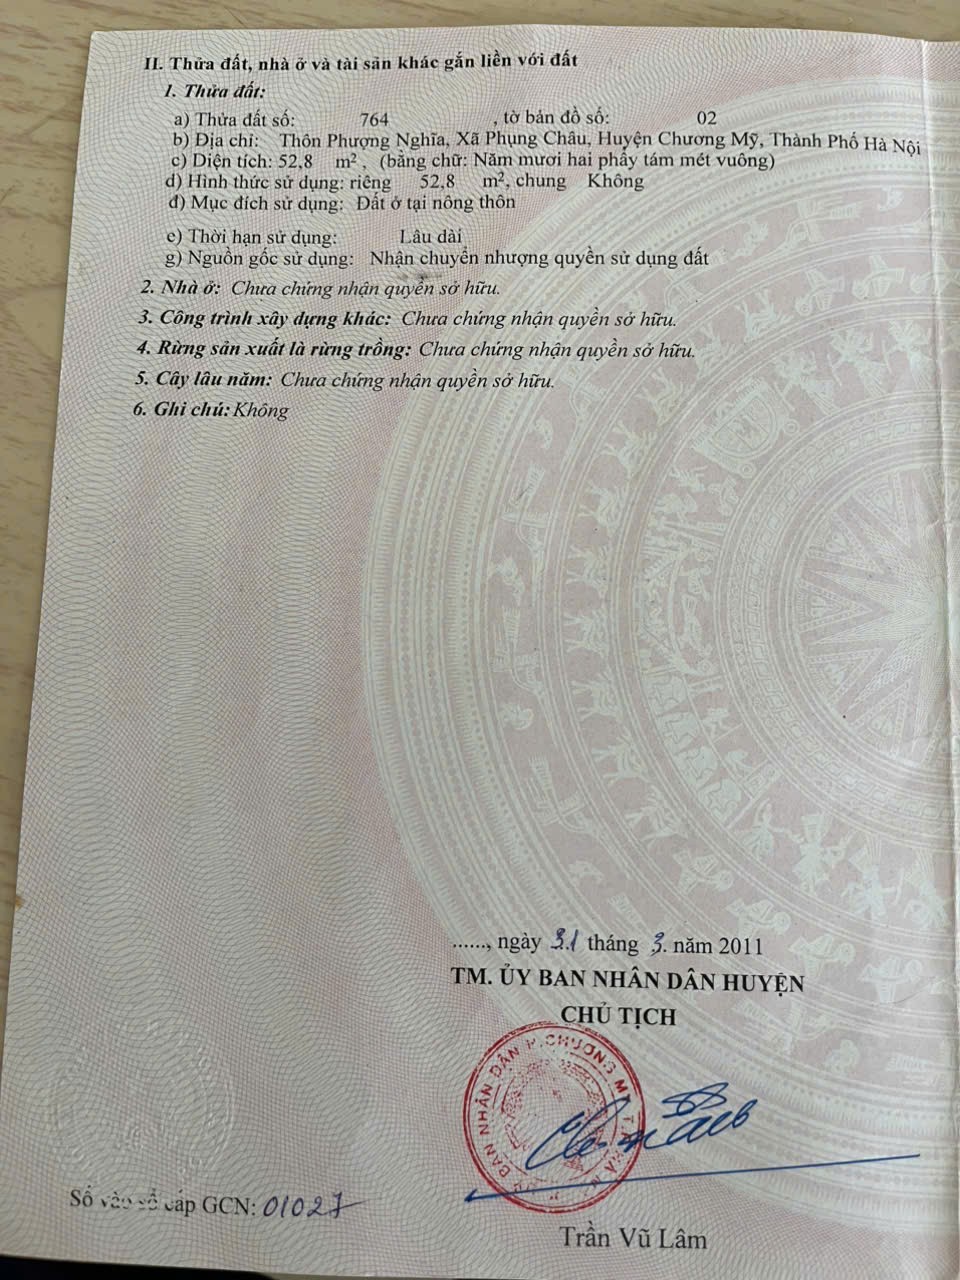 II. Thửa đất, nhà ở và tài sản khác gắn liền với đất
1. Thửa đất:
a) Thửa đất số: 764 , tờ bản đồ số: 02
b) Địa chỉ: Thôn Phượng Nghĩa, Xã Phụng Châu, Huyện Chương Mỹ, Thành Phố Hà Nội
c) Diện tích: 52,8 m², (bằng chữ: Năm mươi hai phẩy tám mét vuông)
d) Hình thức sử dụng: riêng 52,8 m², chung Không
đ) Mục đích sử dụng: Đất ở tại nông thôn
e) Thời hạn sử dụng: Lâu dài
g) Nguồn gốc sử dụng: Nhận chuyển nhượng quyền sử dụng đất
2. Nhà ở: Chưa chứng nhận quyền sở hữu.
3. Công trình xây dựng khác: Chưa chứng nhận quyền sở hữu.
4. Rừng sản xuất là rừng trồng: Chưa chứng nhận quyền sở hữu.
5. Cây lâu năm: Chưa chứng nhận quyền sở hữu.
6. Ghi chú: Không
......, ngày 31 tháng 3. năm 2011
TM. ỦY BAN NHÂN DÂN HUYỆN
CHỦ TỊCH
BAN NHÂN DÂN H.CHƯƠNG MỸ
Số vào sổ cấp GCN: 01027
Trần Vũ Lâm